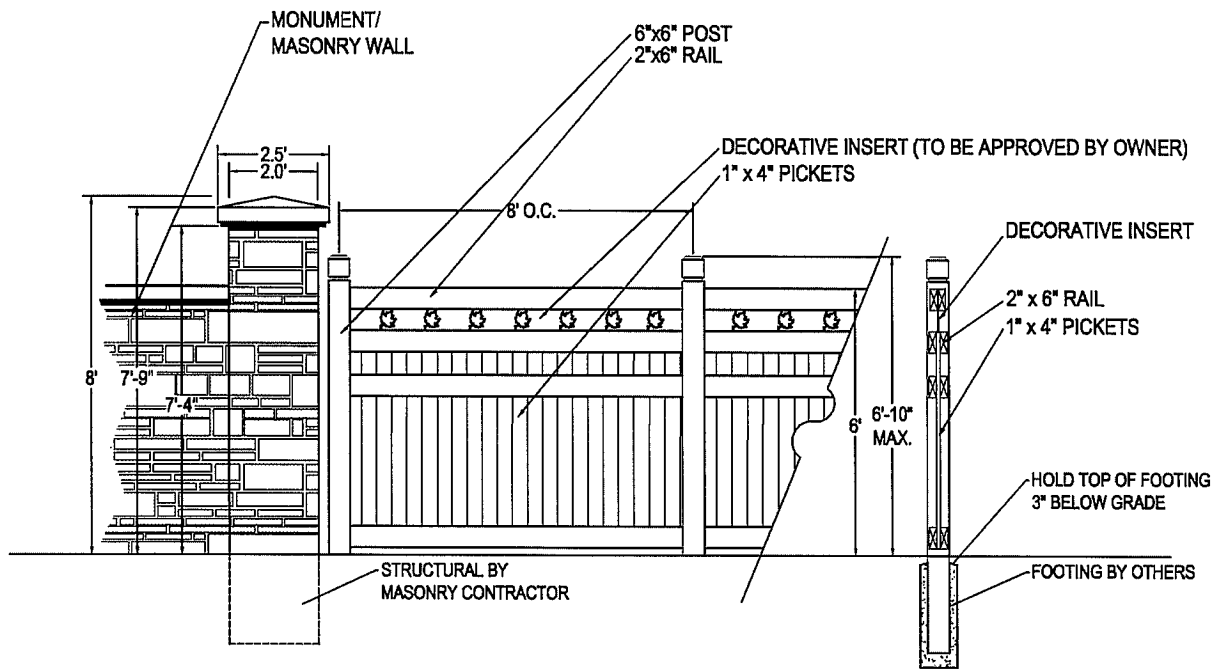 MONUMENT/
MASONRY WALL
6"x6" POST
2"x6" RAIL
2.5'
2.0'
DECORATIVE INSERT (TO BE APPROVED BY OWNER)
1" x 4" PICKETS
8' O.C.
DECORATIVE INSERT
2" x 6" RAIL
1" x 4" PICKETS
8'
7'-9"
7'-4"
6'
6'-10"
MAX.
HOLD TOP OF FOOTING
3" BELOW GRADE
STRUCTURAL BY
MASONRY CONTRACTOR
FOOTING BY OTHERS